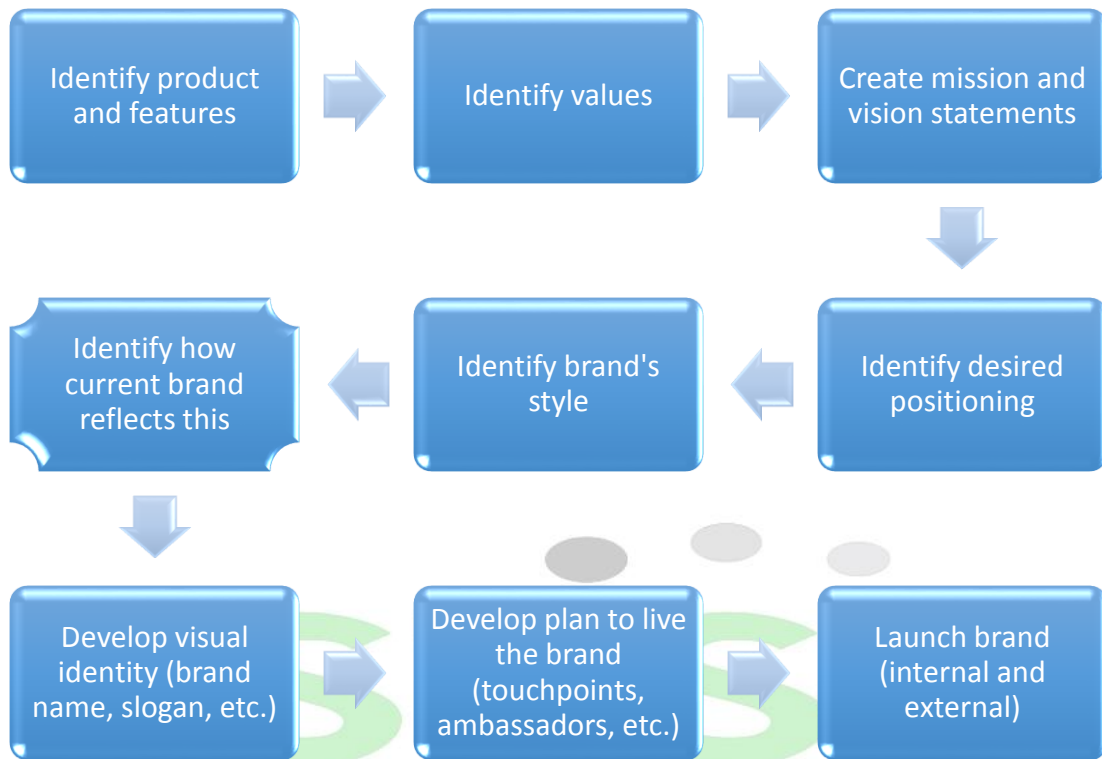 Identify product
and features
Identify values
Create mission and
vision statements
Identify desired
positioning
Identify brand's
style
Identify how
current brand
reflects this
Develop visual
identity (brand
name, slogan, etc.)
Develop plan to live
the brand
(touchpoints,
ambassadors, etc.)
Launch brand
(internal and
external)